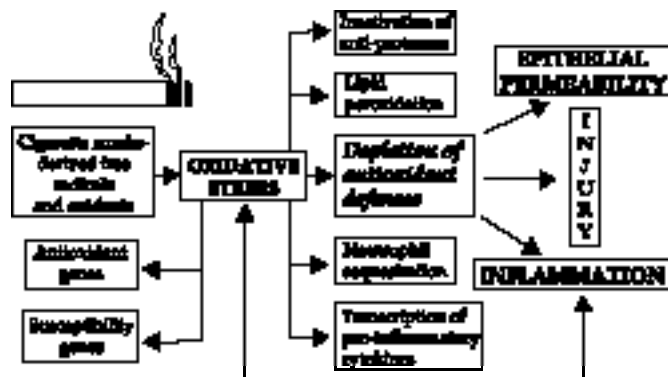 Inactivation of
anti-proteases
Lipid
peroxidation
EPITHELIAL
PERMEABILITY
Cigarette smoke-
derived free
radicals
and oxidants
OXIDATIVE
STRESS
Depletion of
antioxidant
defenses
INJURY
Antioxidant
genes
Neutrophil
sequestration
INFLAMMATION
Susceptibility
genes
Transcription of
pro-inflammatory
cytokines